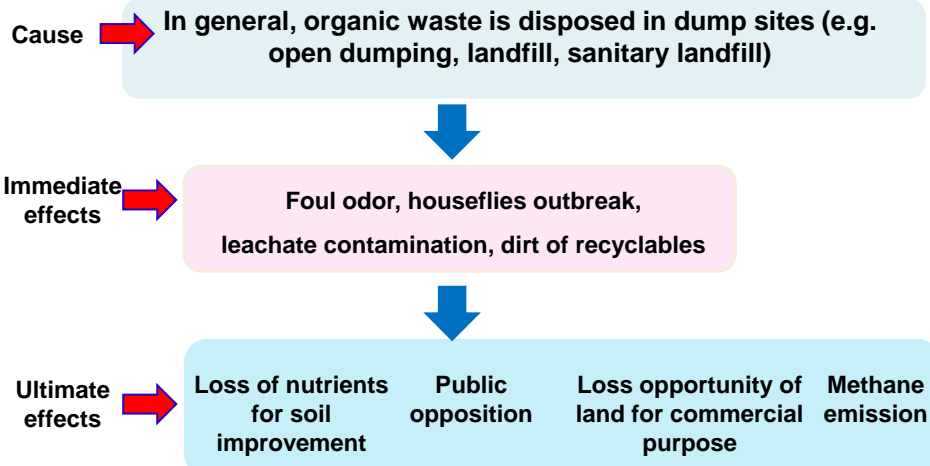 Cause
In general, organic waste is disposed in dump sites (e.g.
open dumping, landfill, sanitary landfill)
Immediate
effects
Foul odor, houseflies outbreak,
leachate contamination, dirt of recyclables
Ultimate
effects
Loss of nutrients
for soil
improvement
Public
opposition
Loss opportunity of
land for commercial
purpose
Methane
emission